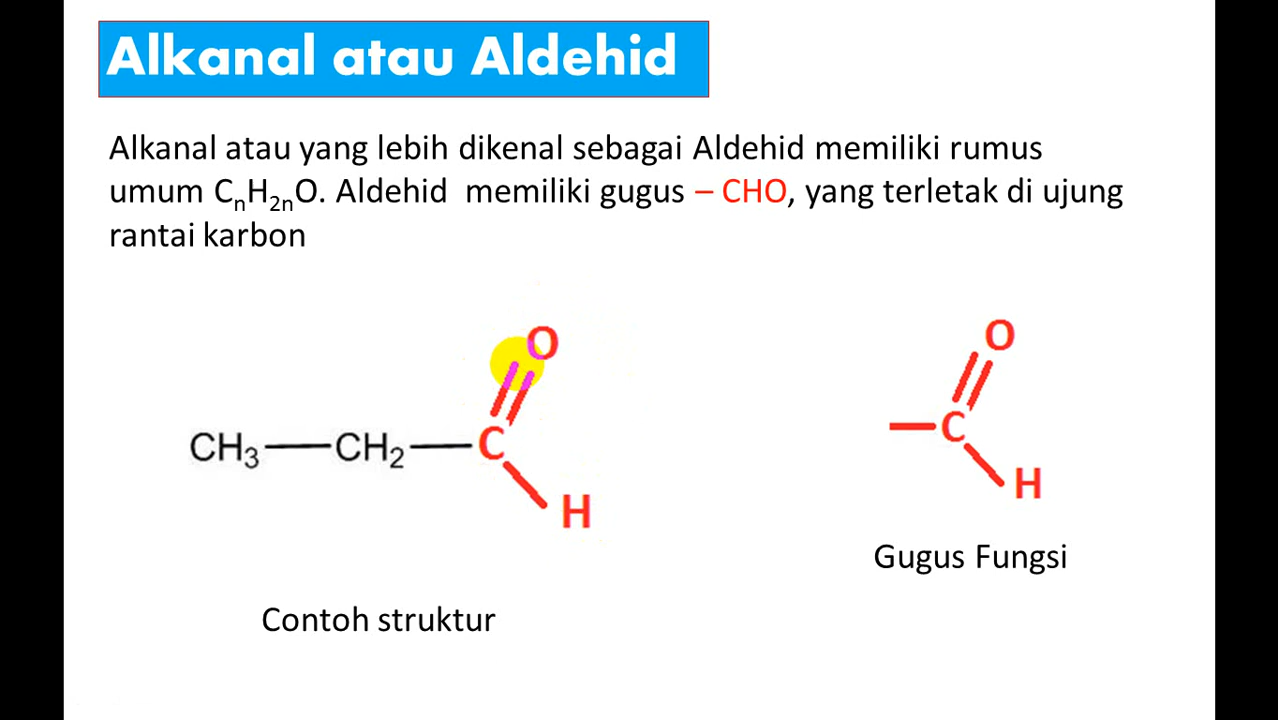 Alkanal atau Aldehid
Alkanal atau yang lebih dikenal sebagai Aldehid memiliki rumus
umum CₙH₂ₙO. Aldehid memiliki gugus – CHO, yang terletak di ujung
rantai karbon
O
CH₃—CH₂—C
H
O
C
H
Gugus Fungsi
Contoh struktur